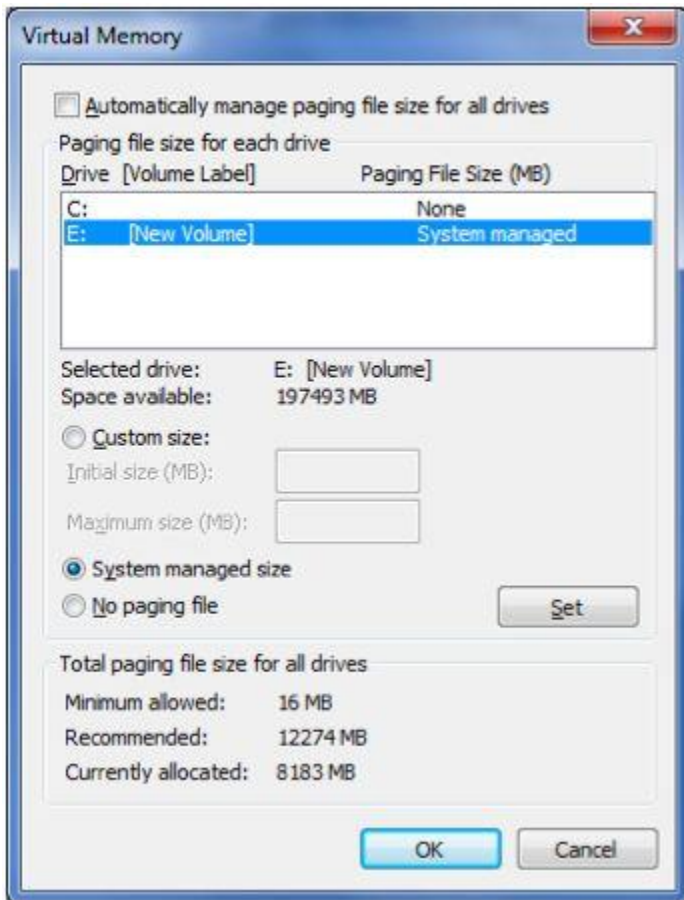 Virtual Memory
Automatically manage paging file size for all drives
Paging file size for each drive
Drive [Volume Label] Paging File Size (MB)
C: None
E: [New Volume] System managed
Selected drive: E: [New Volume]
Space available: 197493 MB
Custom size:
Initial size (MB):
Maximum size (MB):
System managed size
No paging file
Set
Total paging file size for all drives
Minimum allowed: 16 MB
Recommended: 12274 MB
Currently allocated: 8183 MB
OK Cancel